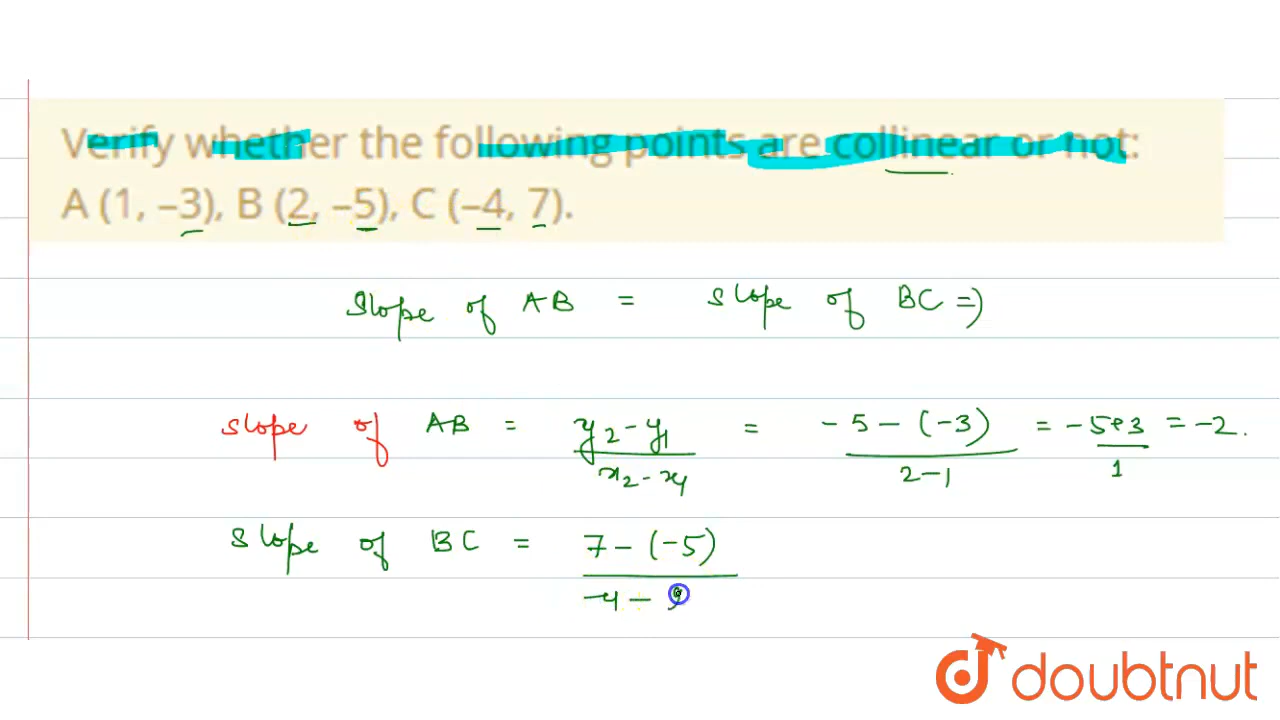 Verify whether the following points are collinear or not:
A (1, –3), B (2, –5), C (–4, 7).
Slope of AB = slope of BC =)
slope of AB = y2 - y1 / x2 - x1 = -5 - (-3) / 2 - 1 = -5+3 / 1 = -2.
slope of BC = 7 - (-5) / -4 -
doubtnut